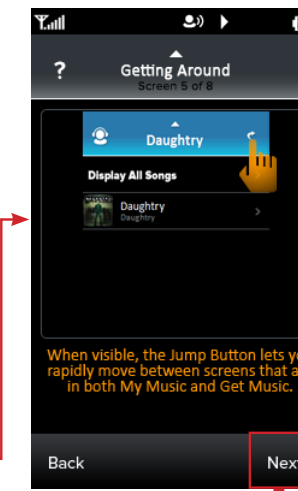 ?
Getting Around
Screen 5 of 8
Daughtry
Display All Songs
Daughtry
Daughtry
When visible, the Jump Button lets yo
rapidly move between screens that a
in both My Music and Get Music.
Back
Next